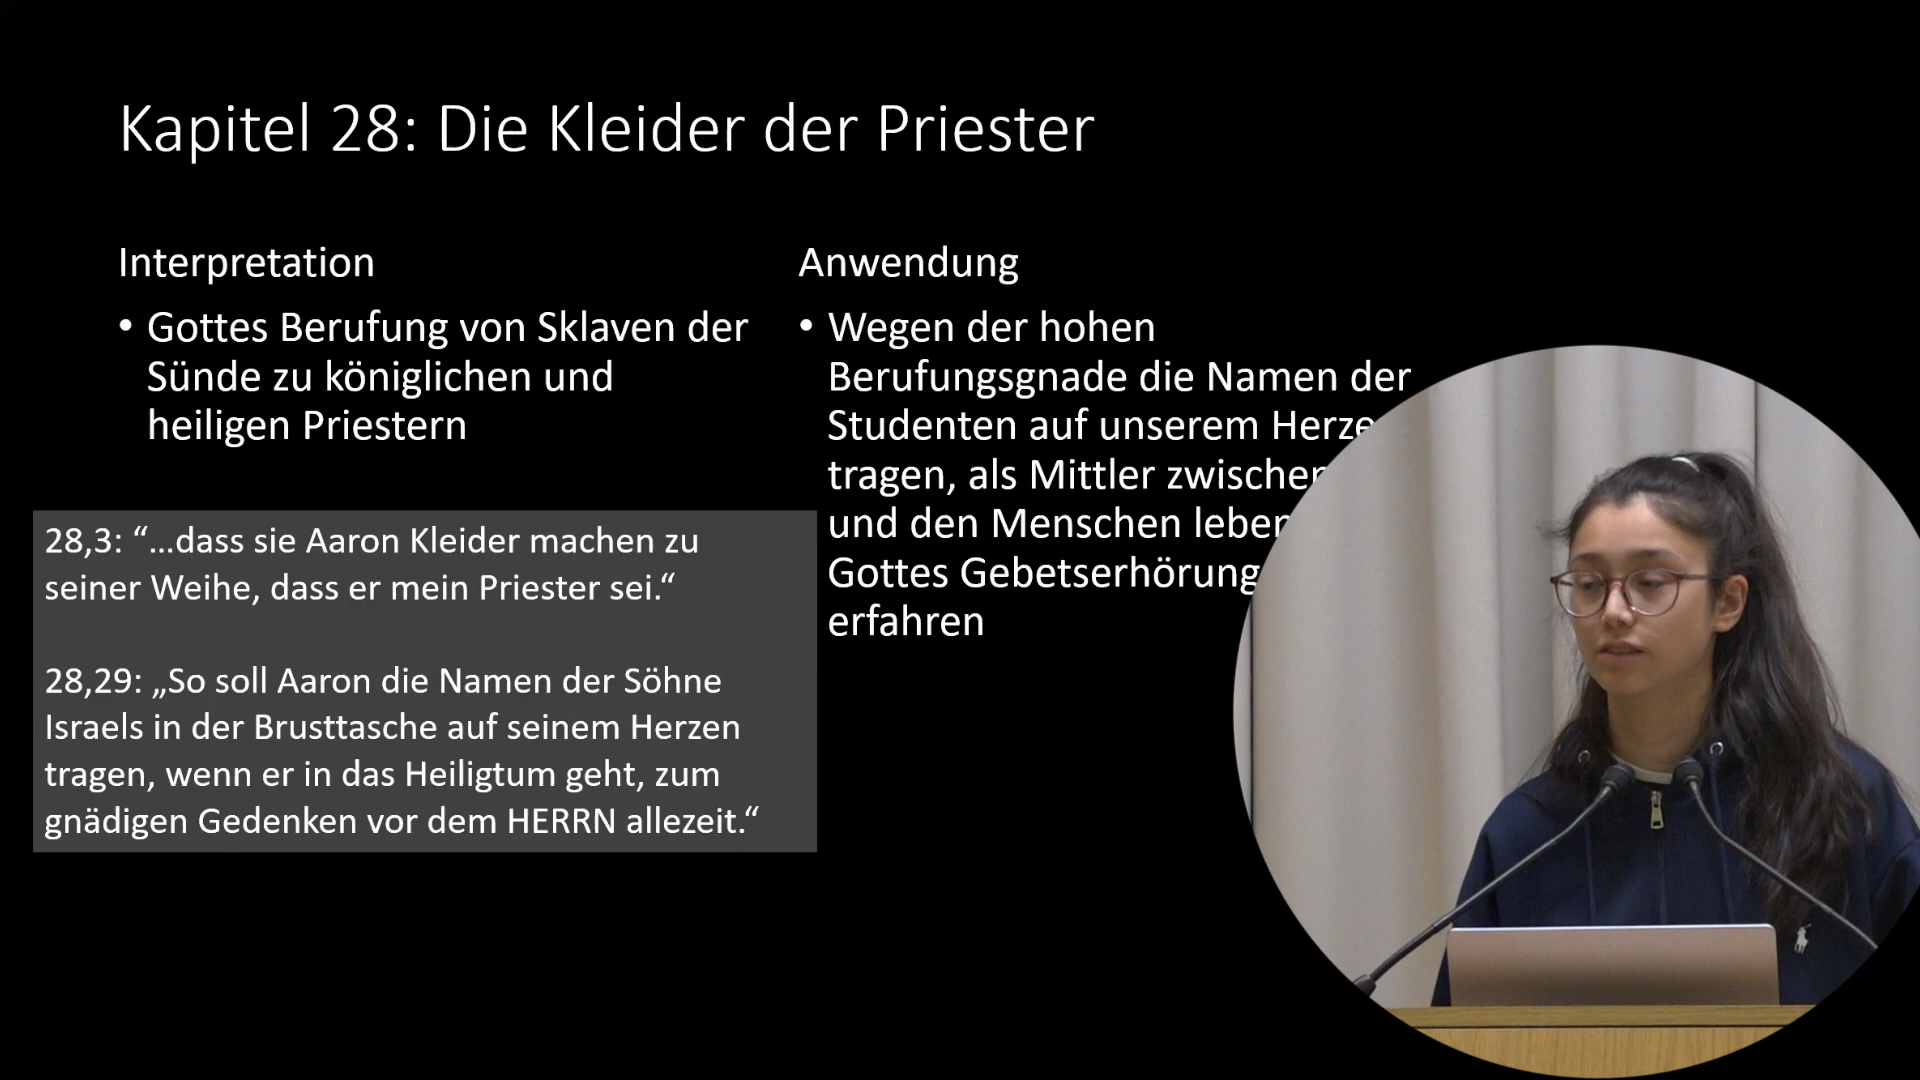 Kapitel 28: Die Kleider der Priester
Interpretation
• Gottes Berufung von Sklaven der
Sünde zu königlichen und
heiligen Priestern
28,3: “…dass sie Aaron Kleider machen zu
seiner Weihe, dass er mein Priester sei.“
28,29: „So soll Aaron die Namen der Söhne
Israels in der Brusttasche auf seinem Herzen
tragen, wenn er in das Heiligtum geht, zum
gnädigen Gedenken vor dem HERRN allezeit.“
Anwendung
• Wegen der hohen
Berufungsgnade die Namen der
Studenten auf unserem
tragen, als Mittler
und den Menschen
Gottes
erfahren